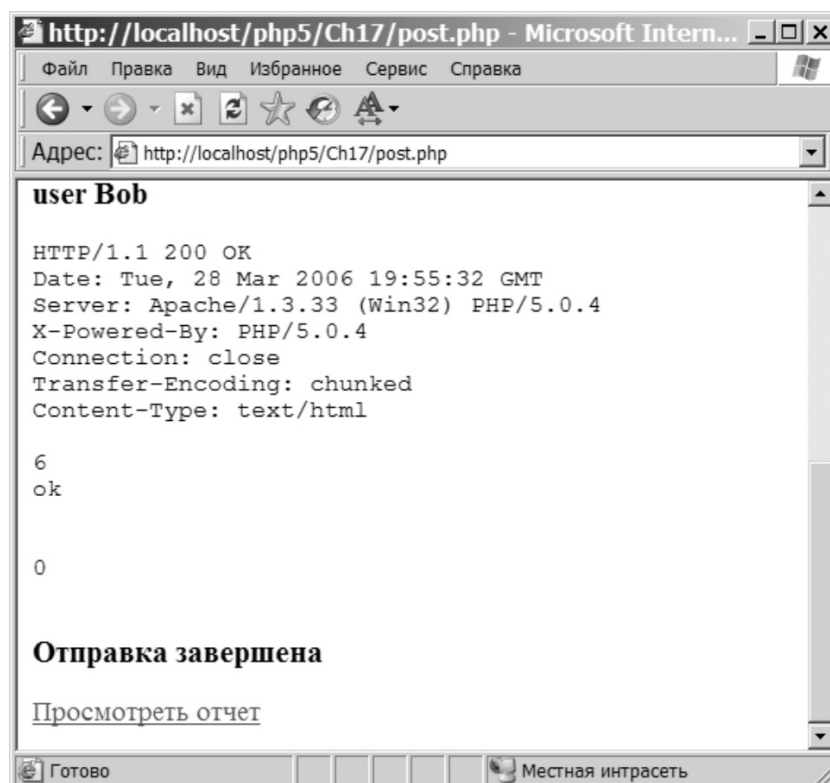 http://localhost/php5/Ch17/post.php - Microsoft Intern...
Файл Правка Вид Избранное Сервис Справка
Адрес: http://localhost/php5/Ch17/post.php
user Bob
HTTP/1.1 200 OK
Date: Tue, 28 Mar 2006 19:55:32 GMT
Server: Apache/1.3.33 (Win32) PHP/5.0.4
X-Powered-By: PHP/5.0.4
Connection: close
Transfer-Encoding: chunked
Content-Type: text/html
6
ok
0
Отправка завершена
Просмотреть отчет
Готово Местная интрасеть